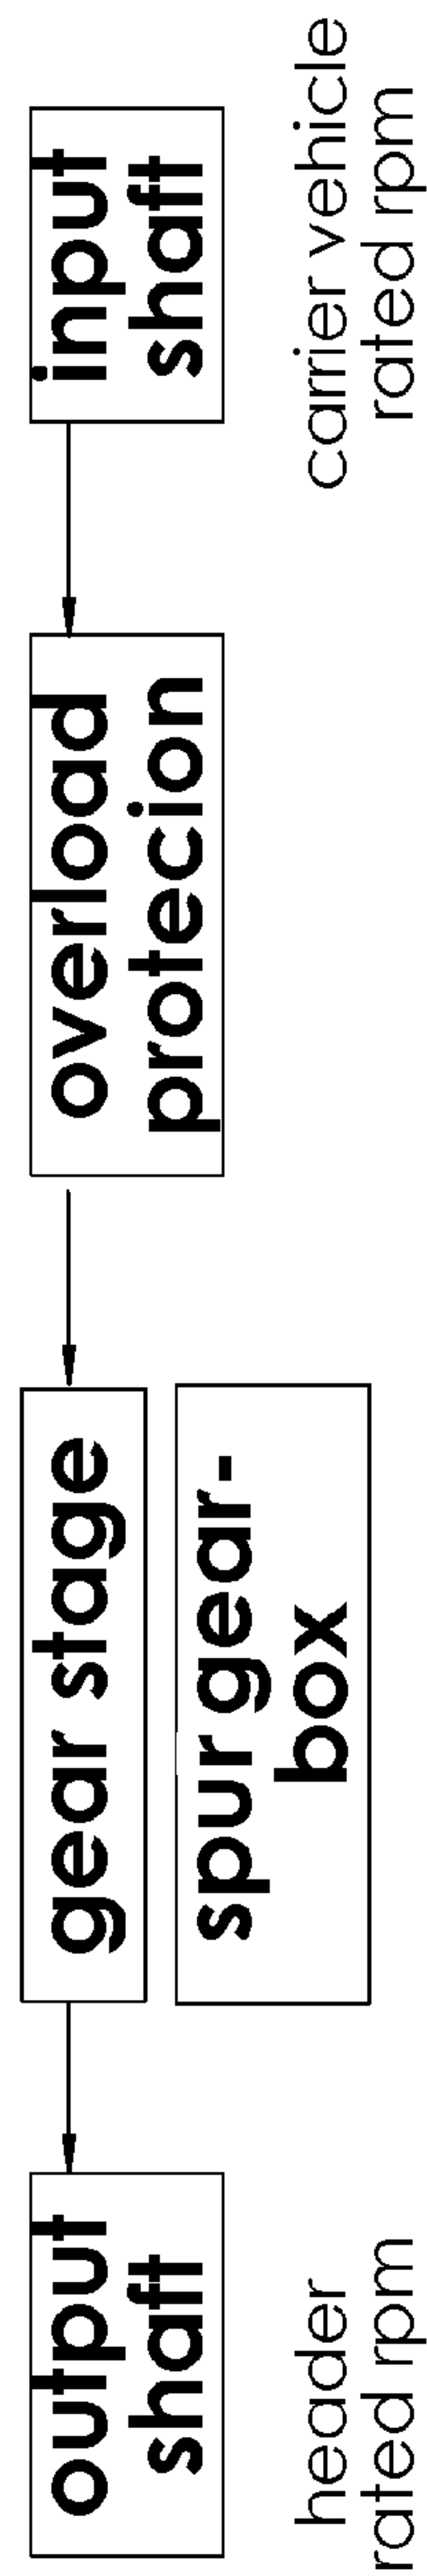 output
shaft
gear stage
spur gear-
box
overload
protecion
input
shaft
header
rated rpm
carrier vehicle
rated rpm